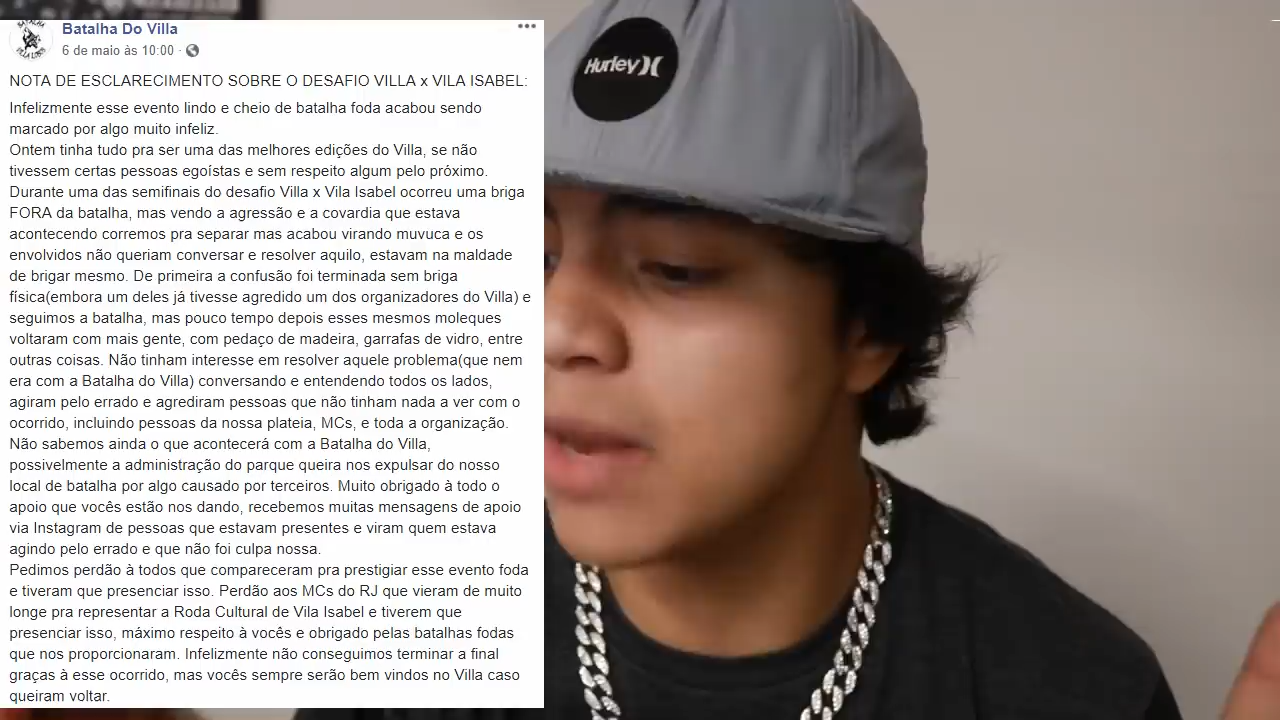 Batalha Do Villa
6 de maio às 10:00 ·
NOTA DE ESCLARECIMENTO SOBRE O DESAFIO VILLA x VILA ISABEL:
Infelizmente esse evento lindo e cheio de batalha foda acabou sendo
marcado por algo muito infeliz.
Ontem tinha tudo pra ser uma das melhores edições do Villa, se não
tivessem certas pessoas egoístas e sem respeito algum pelo próximo.
Durante uma das semifinais do desafio Villa x Vila Isabel ocorreu uma briga
FORA da batalha, mas vendo a agressão e a covardia que estava
acontecendo corremos pra separar mas acabou virando muvuca e os
envolvidos não queriam conversar e resolver aquilo, estavam na maldade
de brigar mesmo. De primeira a confusão foi terminada sem briga
física(embora um deles já tivesse agredido um dos organizadores do Villa) e
seguimos a batalha, mas pouco tempo depois esses mesmos moleques
voltaram com mais gente, com pedaço de madeira, garrafas de vidro, entre
outras coisas. Não tinham interesse em resolver aquele problema(que nem
era com a Batalha do Villa) conversando e entendendo todos os lados,
agiram pelo errado e agrediram pessoas que não tinham nada a ver com o
ocorrido, incluindo pessoas da nossa plateia, MCs, e toda a organização.
Não sabemos ainda o que acontecerá com a Batalha do Villa,
possivelmente a administração do parque queira nos expulsar do nosso
local de batalha por algo causado por terceiros. Muito obrigado à todo o
apoio que vocês estão nos dando, recebemos muitas mensagens de apoio
via Instagram de pessoas que estavam presentes e viram quem estava
agindo pelo errado e que não foi culpa nossa.
Pedimos perdão à todos que compareceram pra prestigiar esse evento foda
e tiveram que presenciar isso. Perdão aos MCs do RJ que vieram de muito
longe pra representar a Roda Cultural de Vila Isabel e tiverem que
presenciar isso, máximo respeito à vocês e obrigado pelas batalhas fodas
que nos proporcionaram. Infelizmente não conseguimos terminar a final
graças à esse ocorrido, mas vocês sempre serão bem vindos no Villa caso
queiram voltar.
Hurley